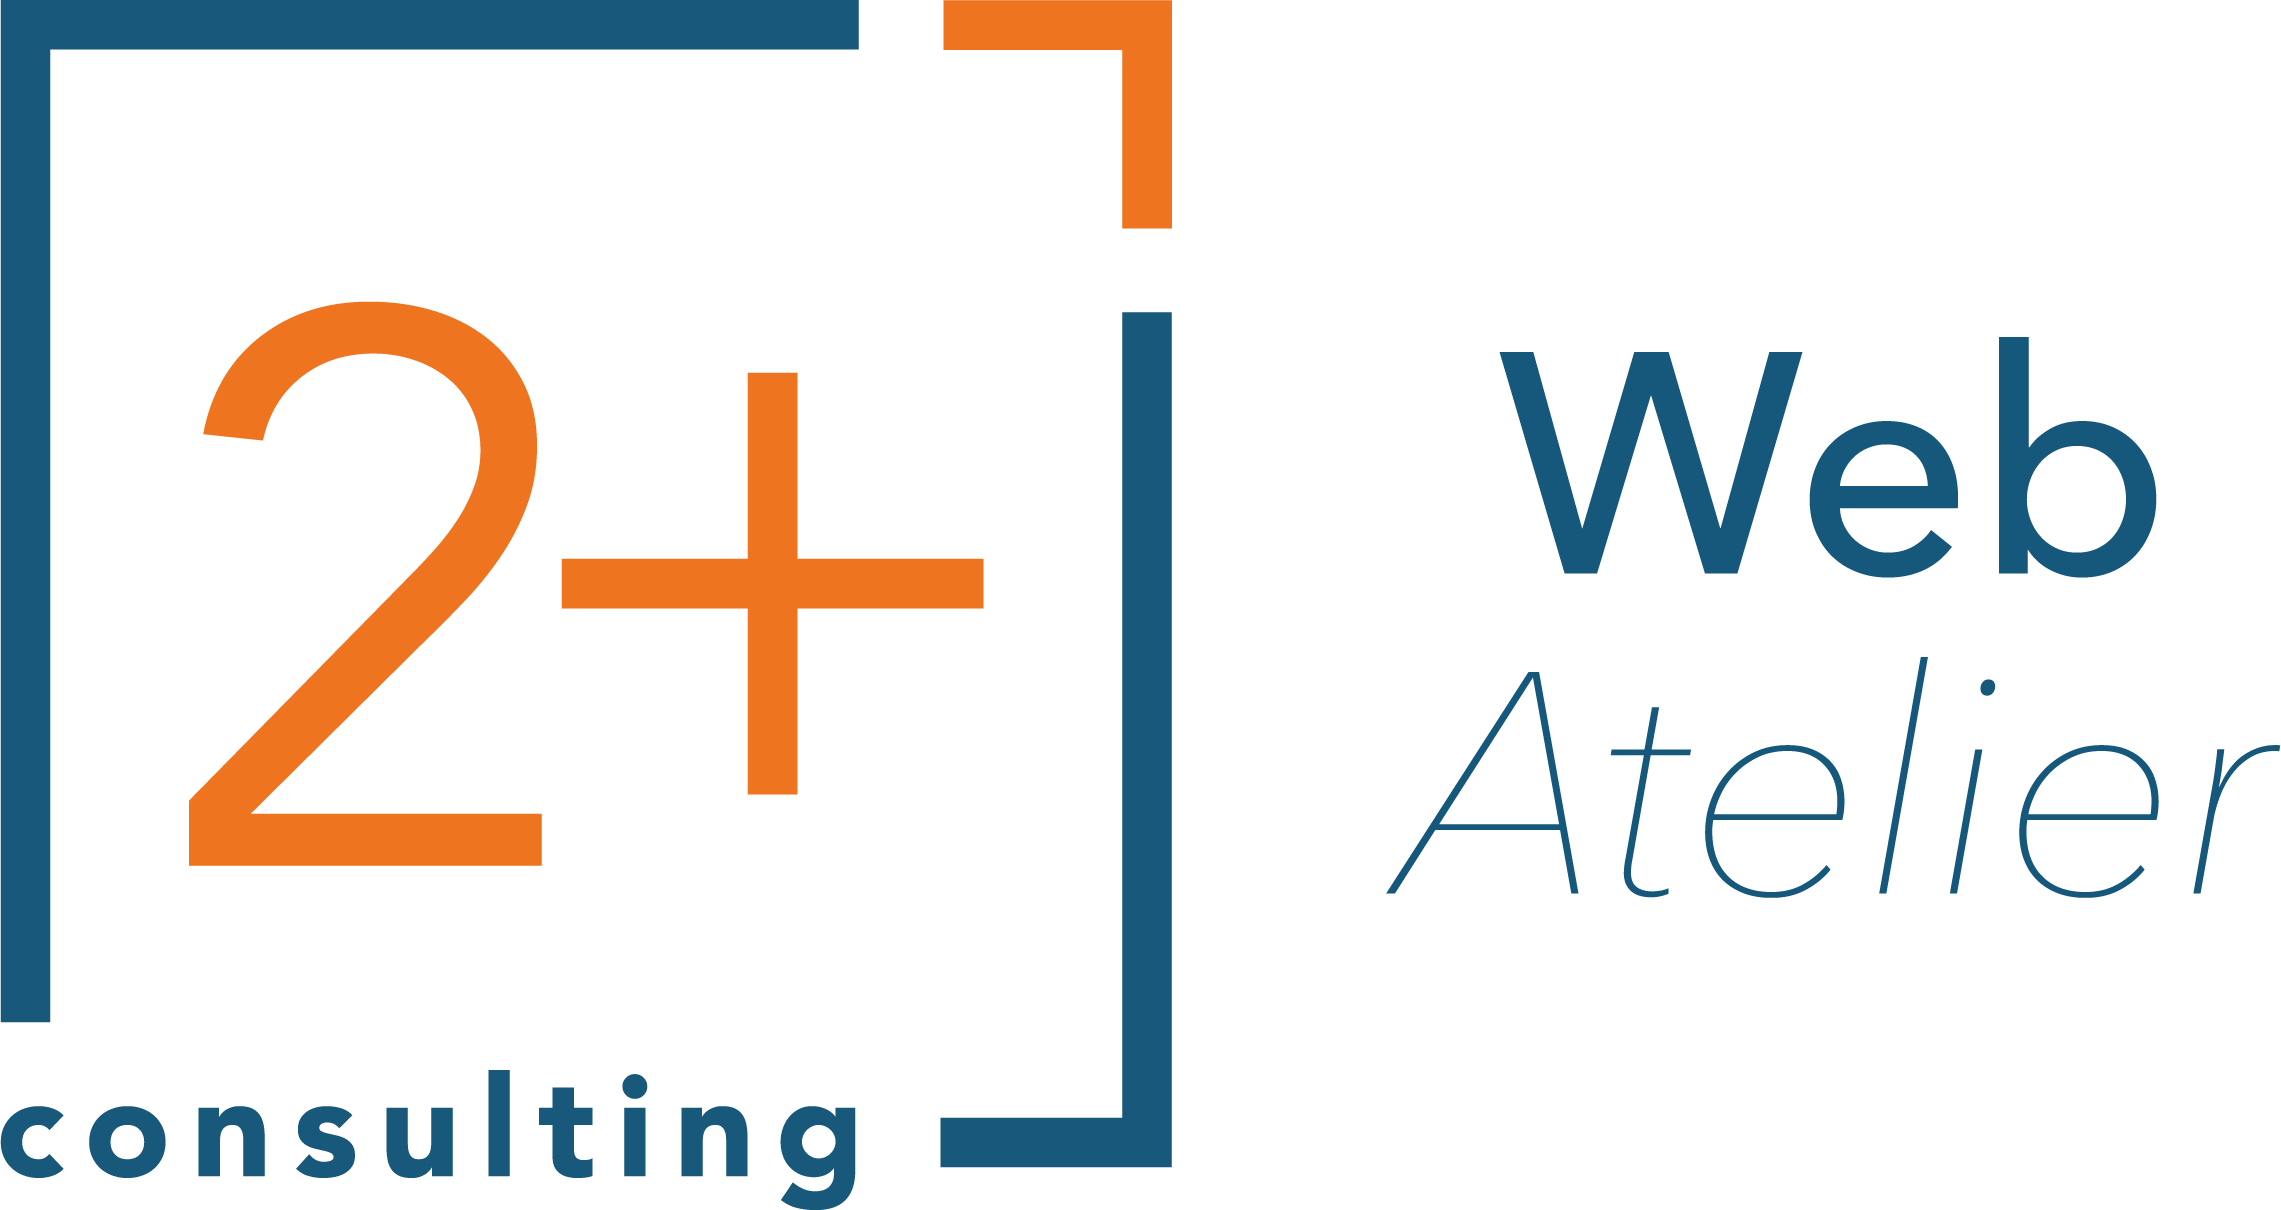 2+
consulting
Web
Atelier